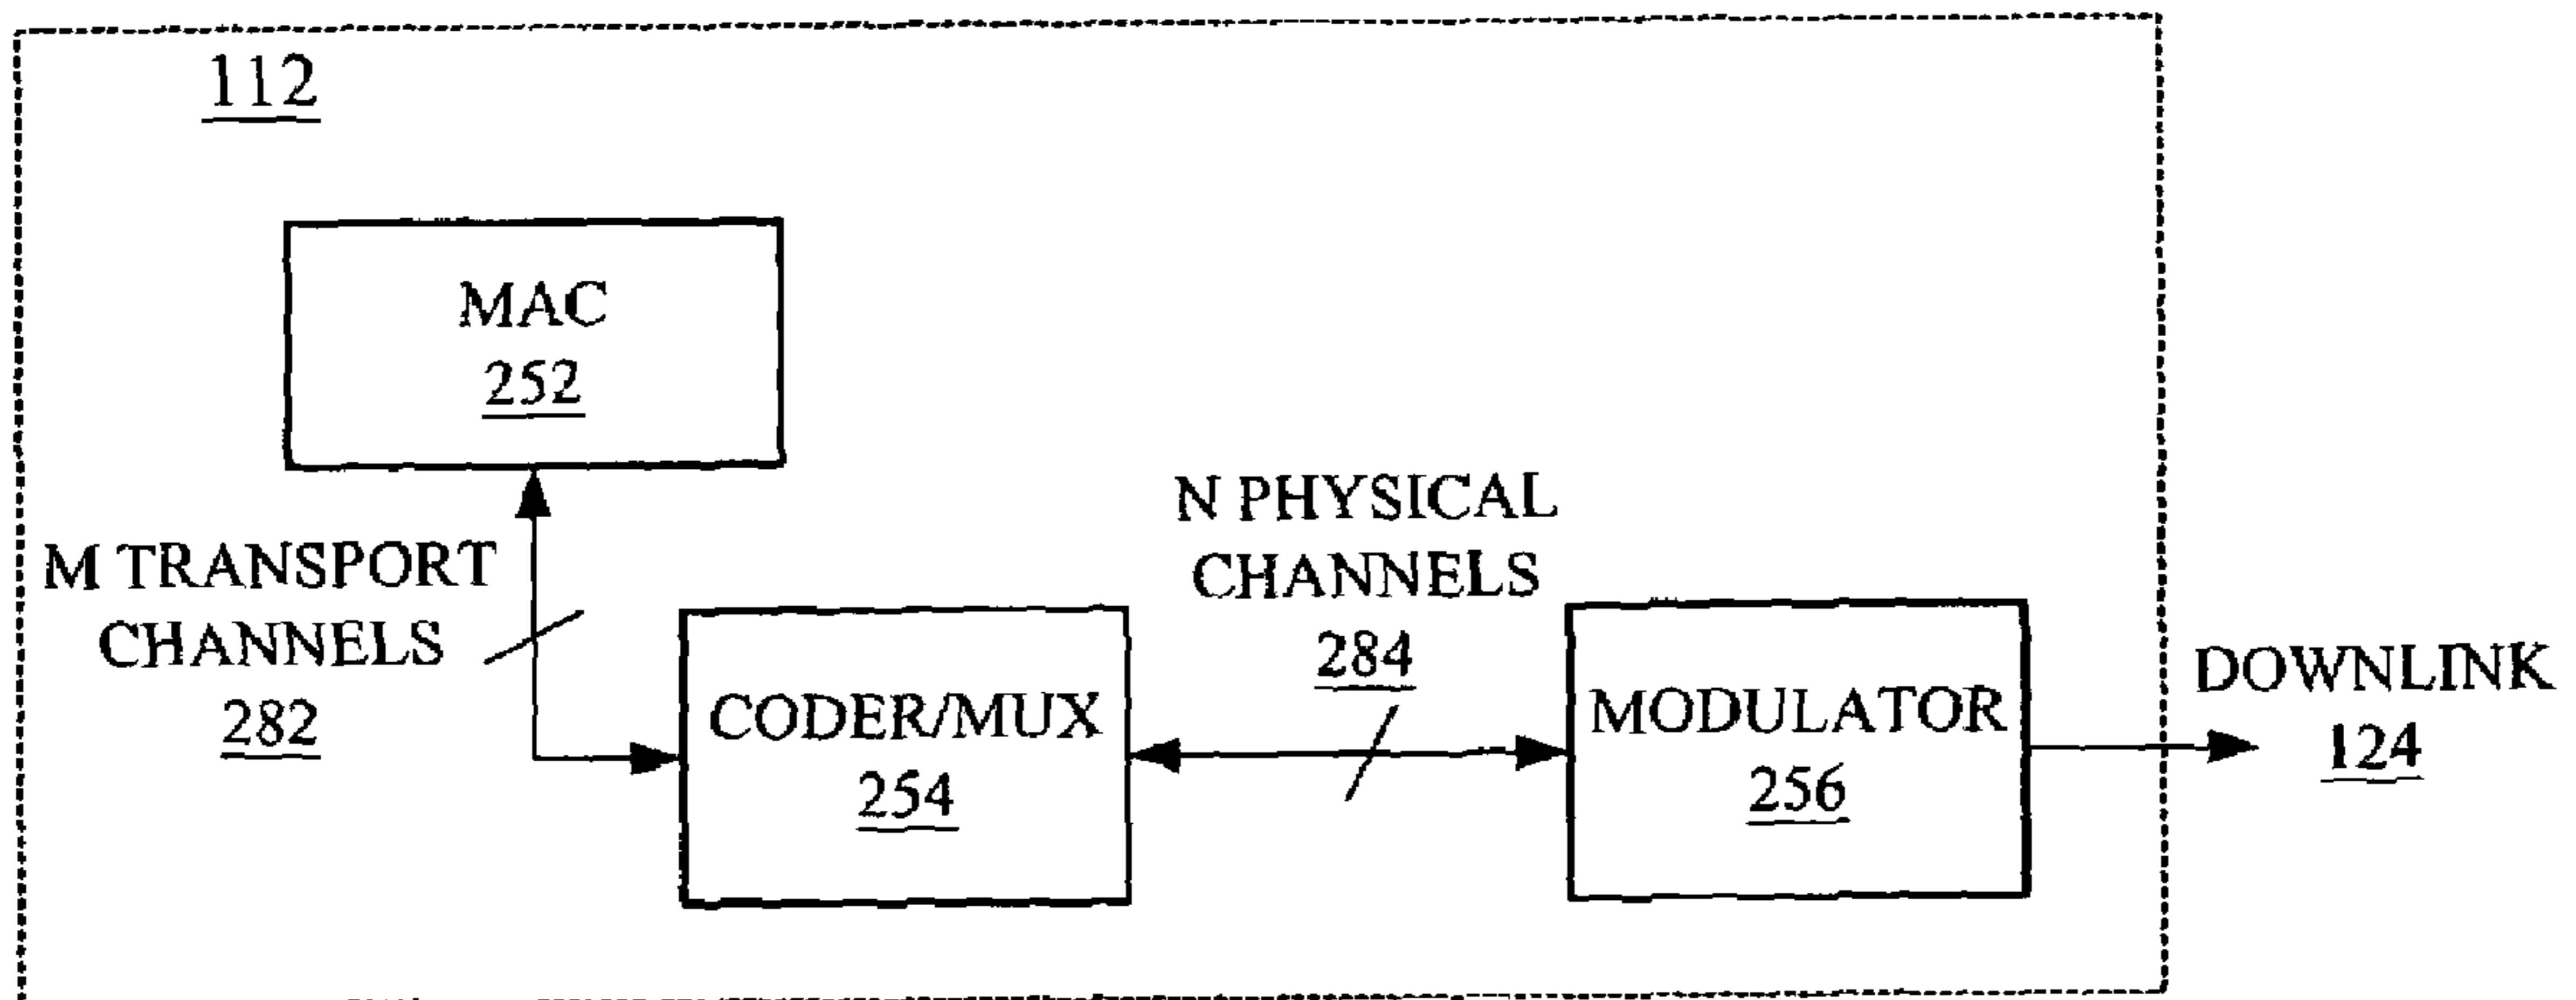 112
MAC
252
M TRANSPORT
CHANNELS
282
CODER/MUX
254
N PHYSICAL
CHANNELS
284
MODULATOR
256
DOWNLINK
124